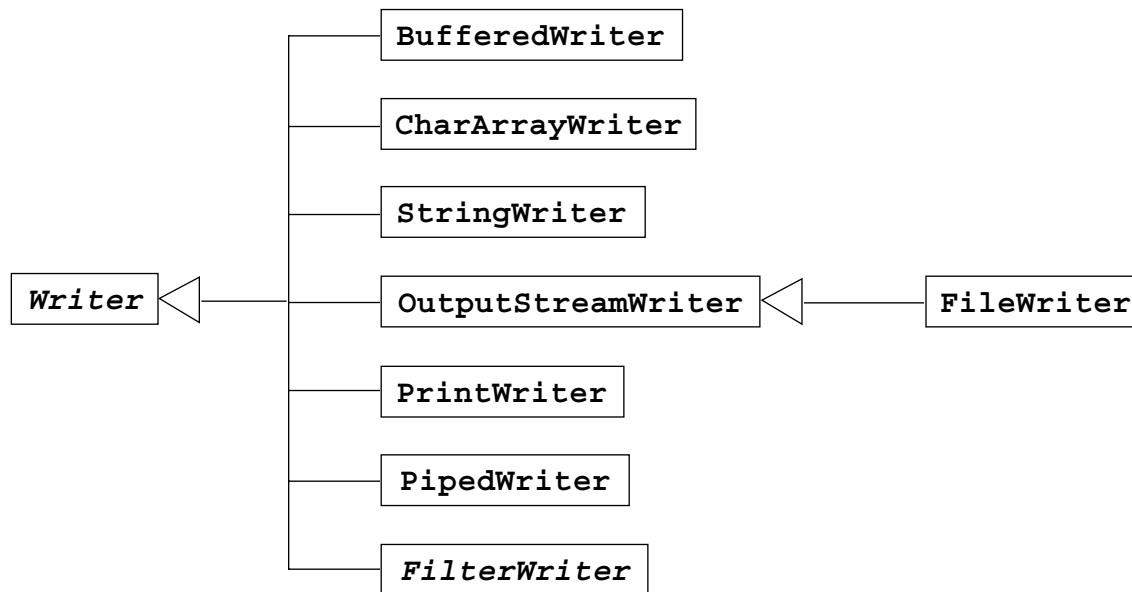 BufferedWriter
CharArrayWriter
StringWriter
Writer
OutputStreamWriter
FileWriter
PrintWriter
PipedWriter
FilterWriter